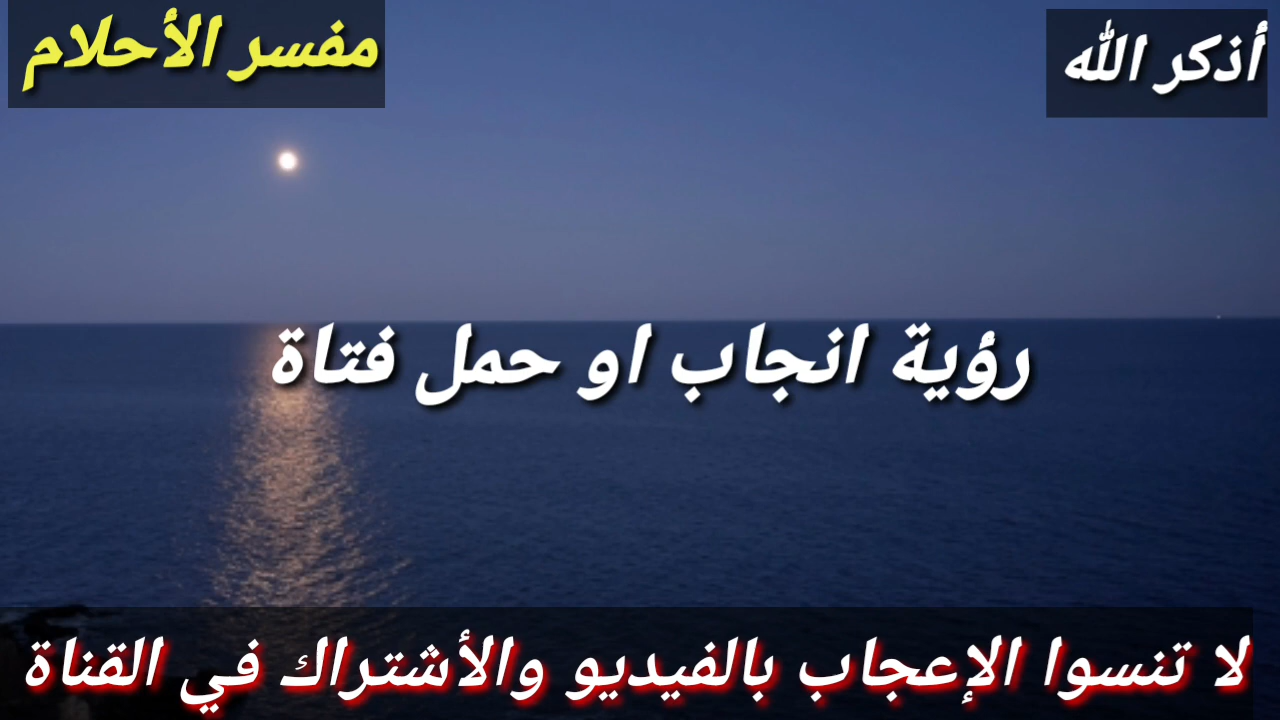 أذكر الله
مفسر الأحلام
رؤية انجاب او حمل فتاة
لا تنسوا الإعجاب بالفيديو والأشتراك في القناة